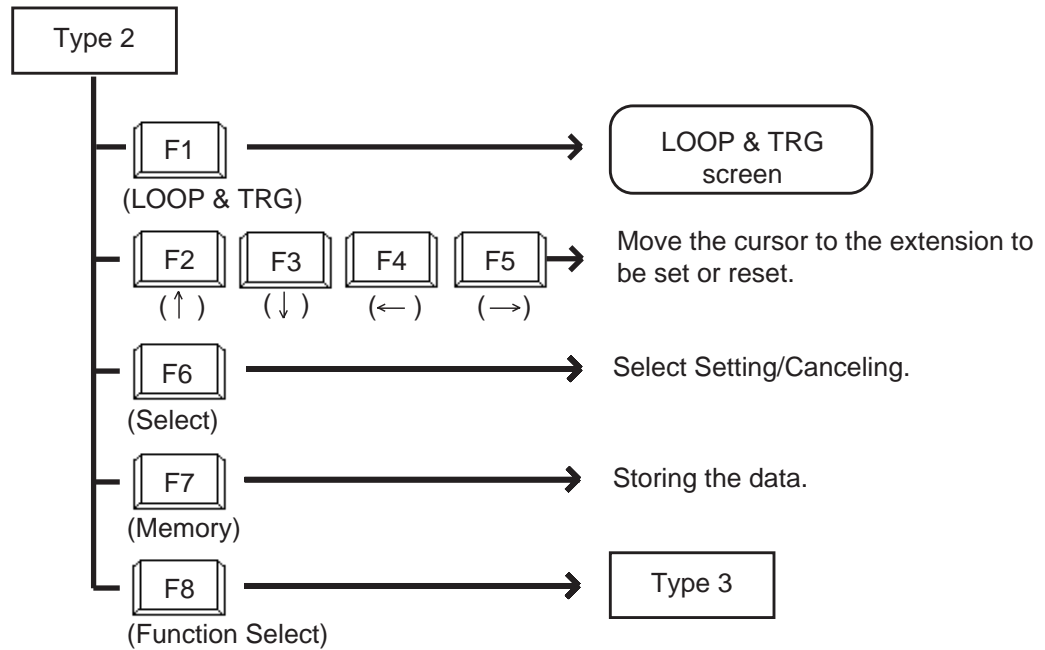 Type 2
F1
LOOP & TRG
screen
(LOOP & TRG)
F2 F3 F4 F5
Move the cursor to the extension to
be set or reset.
(↑) (↓) (←) (→)
F6
Select Setting/Canceling.
(Select)
F7
Storing the data.
(Memory)
F8
Type 3
(Function Select)